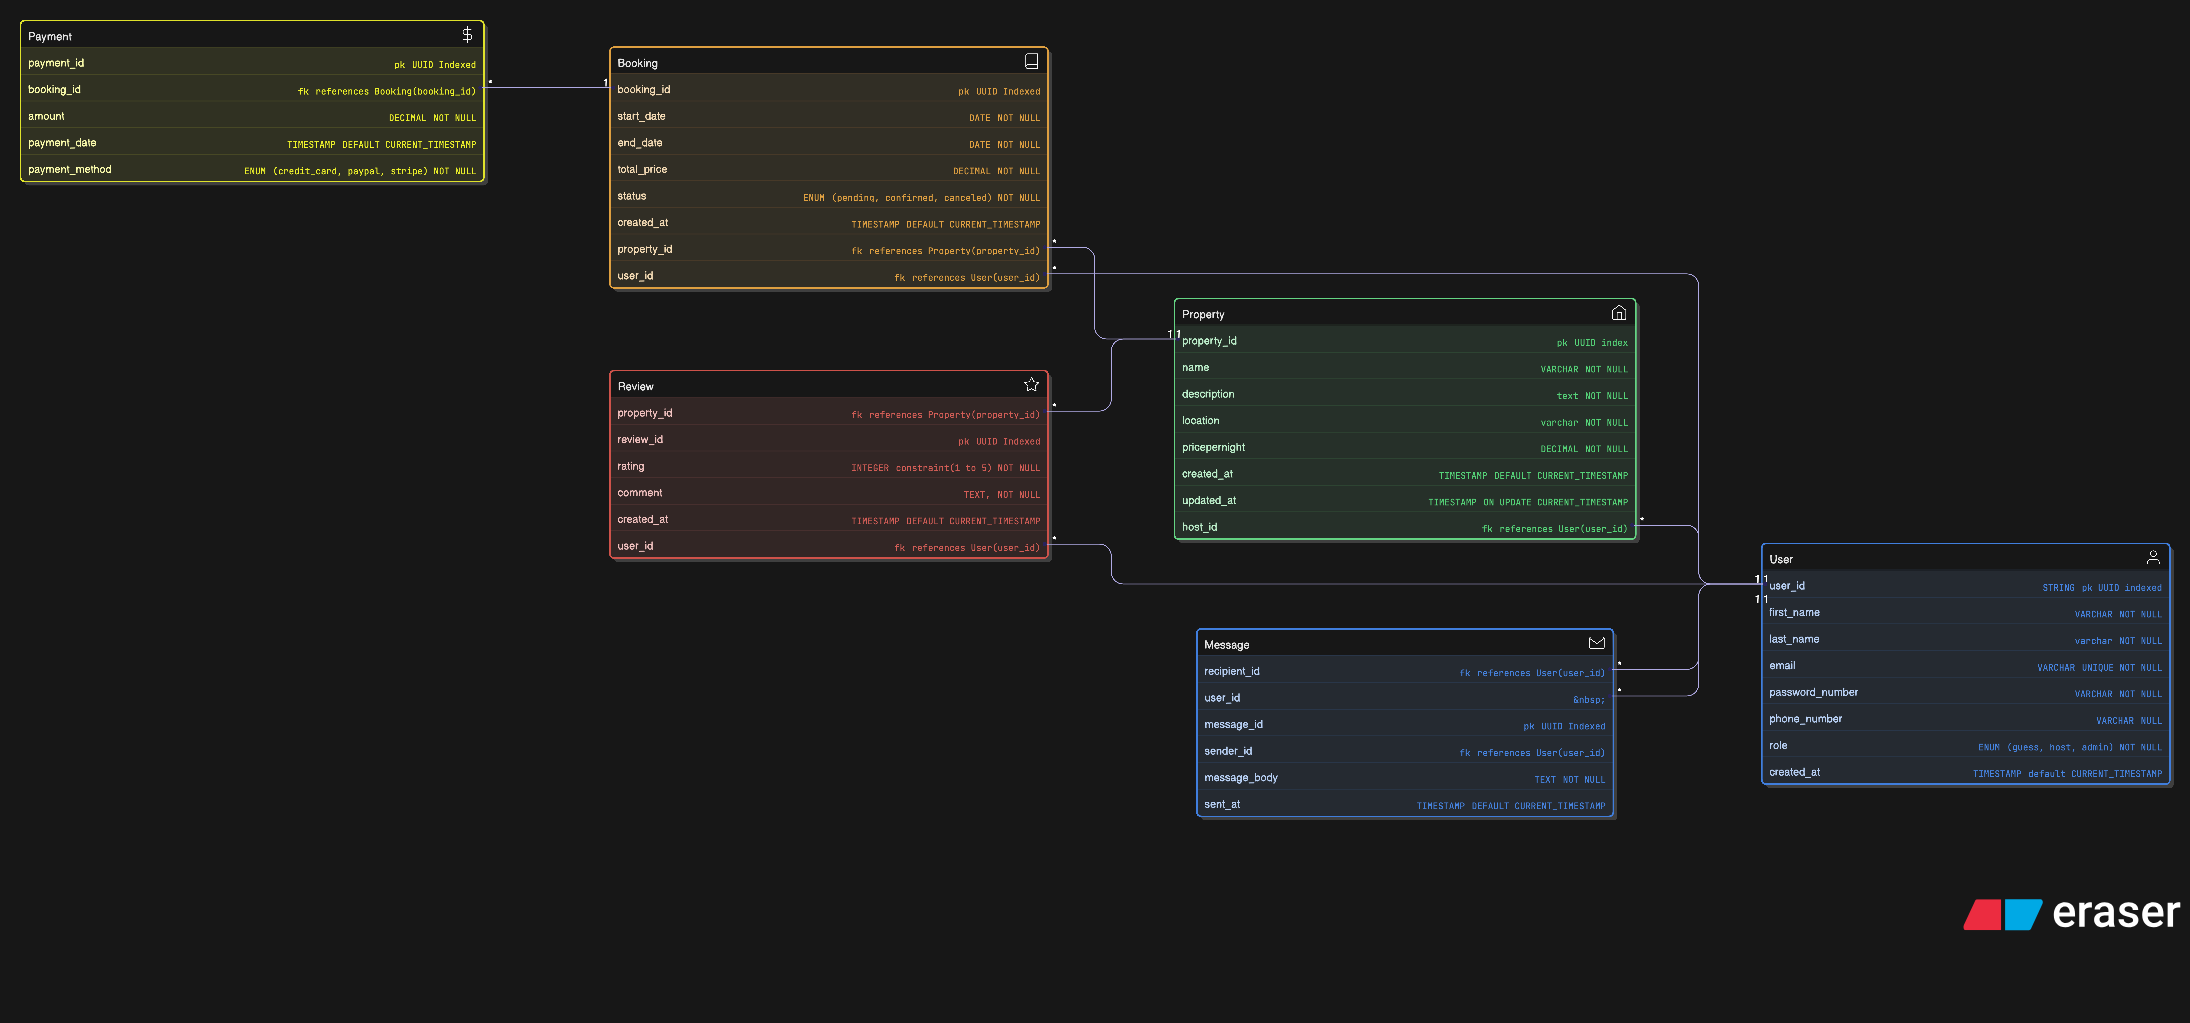 Payment
payment_id pk UUID Indexed
booking_id fk references Booking(booking_id)
amount DECIMAL NOT NULL
payment_date TIMESTAMP DEFAULT CURRENT_TIMESTAMP
payment_method ENUM (credit_card, paypal, stripe) NOT NULL
*
1
Booking
booking_id pk UUID Indexed
start_date DATE NOT NULL
end_date DATE NOT NULL
total_price DECIMAL NOT NULL
status ENUM (pending, confirmed, canceled) NOT NULL
created_at TIMESTAMP DEFAULT CURRENT_TIMESTAMP
property_id fk references Property(property_id)
user_id fk references User(user_id)
*
*
Review
property_id fk references Property(property_id)
review_id pk UUID Indexed
rating INTEGER constraint(1 to 5) NOT NULL
comment TEXT, NOT NULL
created_at TIMESTAMP DEFAULT CURRENT_TIMESTAMP
user_id fk references User(user_id)
*
*
1 1
Property
property_id pk UUID index
name VARCHAR NOT NULL
description text NOT NULL
location varchar NOT NULL
pricepernight DECIMAL NOT NULL
created_at TIMESTAMP DEFAULT CURRENT_TIMESTAMP
updated_at TIMESTAMP ON UPDATE CURRENT_TIMESTAMP
host_id fk references User(user_id)
*
Message
recipient_id fk references User(user_id)
user_id &nbsp;
message_id pk UUID Indexed
sender_id fk references User(user_id)
message_body TEXT NOT NULL
sent_at TIMESTAMP DEFAULT CURRENT_TIMESTAMP
*
*
1 1
1 1
User
user_id STRING pk UUID indexed
first_name VARCHAR NOT NULL
last_name varchar NOT NULL
email VARCHAR UNIQUE NOT NULL
password_number VARCHAR NOT NULL
phone_number VARCHAR NULL
role ENUM (guess, host, admin) NOT NULL
created_at TIMESTAMP default CURRENT_TIMESTAMP
eraser